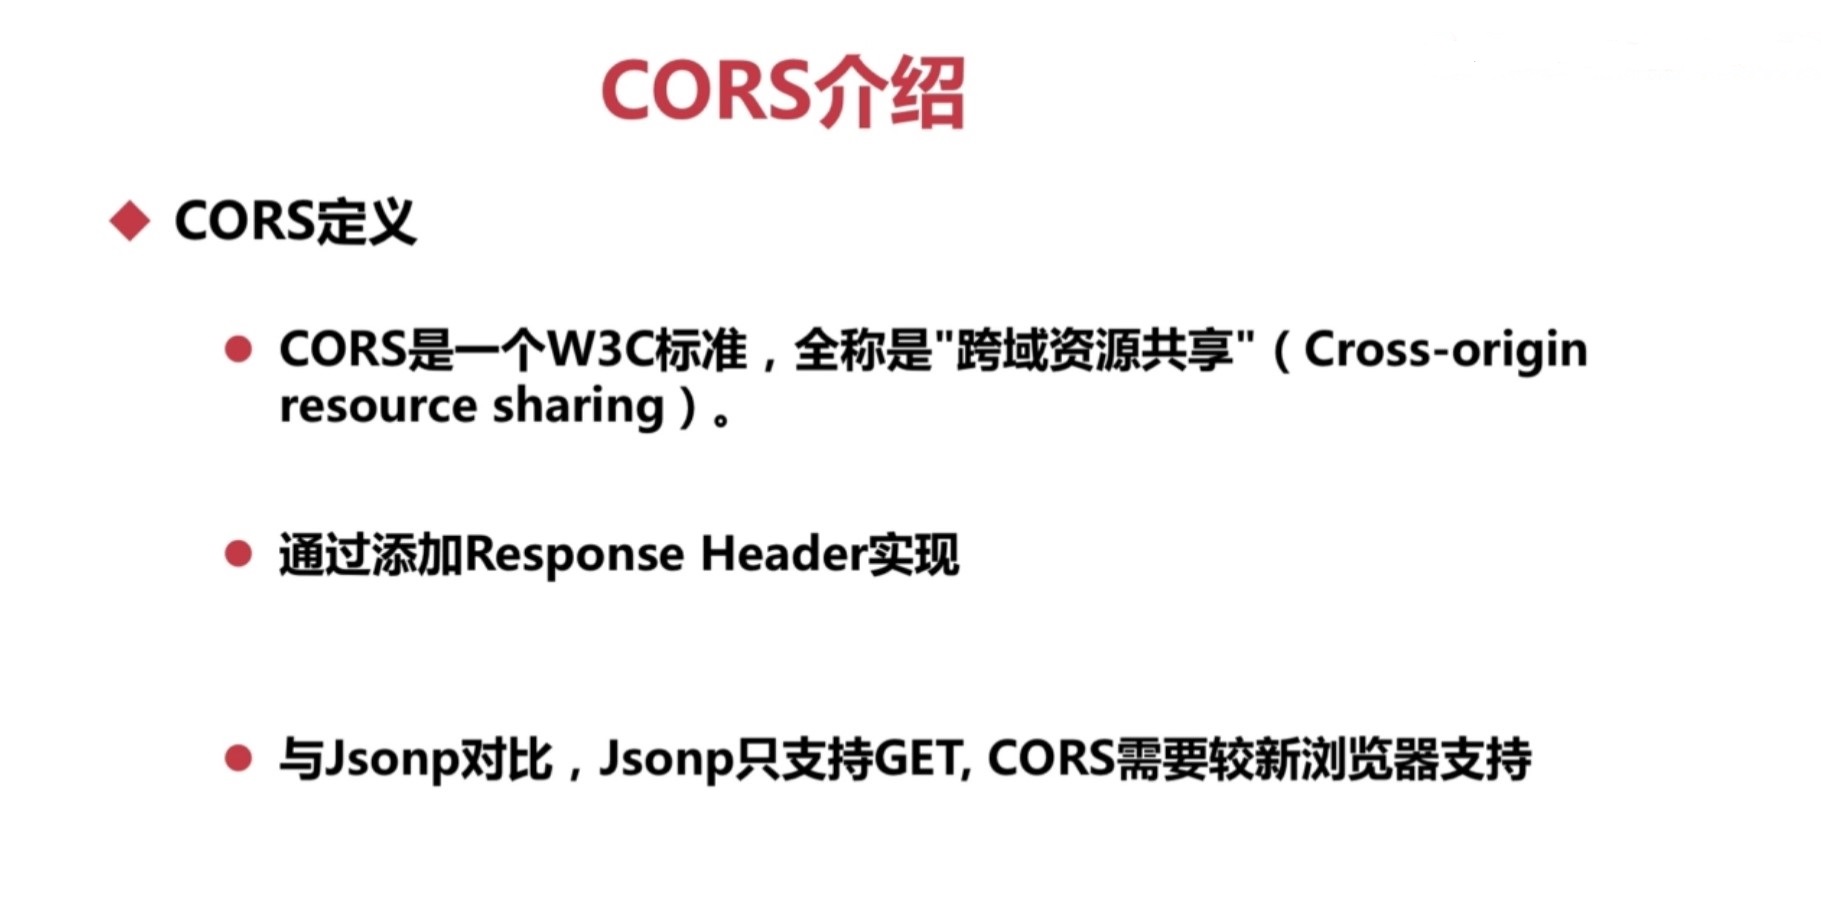 CORS介绍
CORS定义
CORS是一个W3C标准，全称是"跨域资源共享"（Cross-origin
resource sharing）。
通过添加Response Header实现
与Jsonp对比，Jsonp只支持GET, CORS需要较新浏览器支持